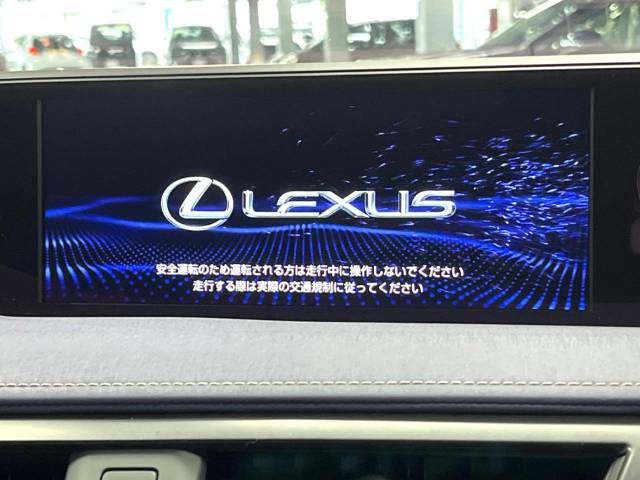 LEXUS
安全運転のため運転される方は走行中に操作しないでください
走行する際は実際の交通規制に従ってください